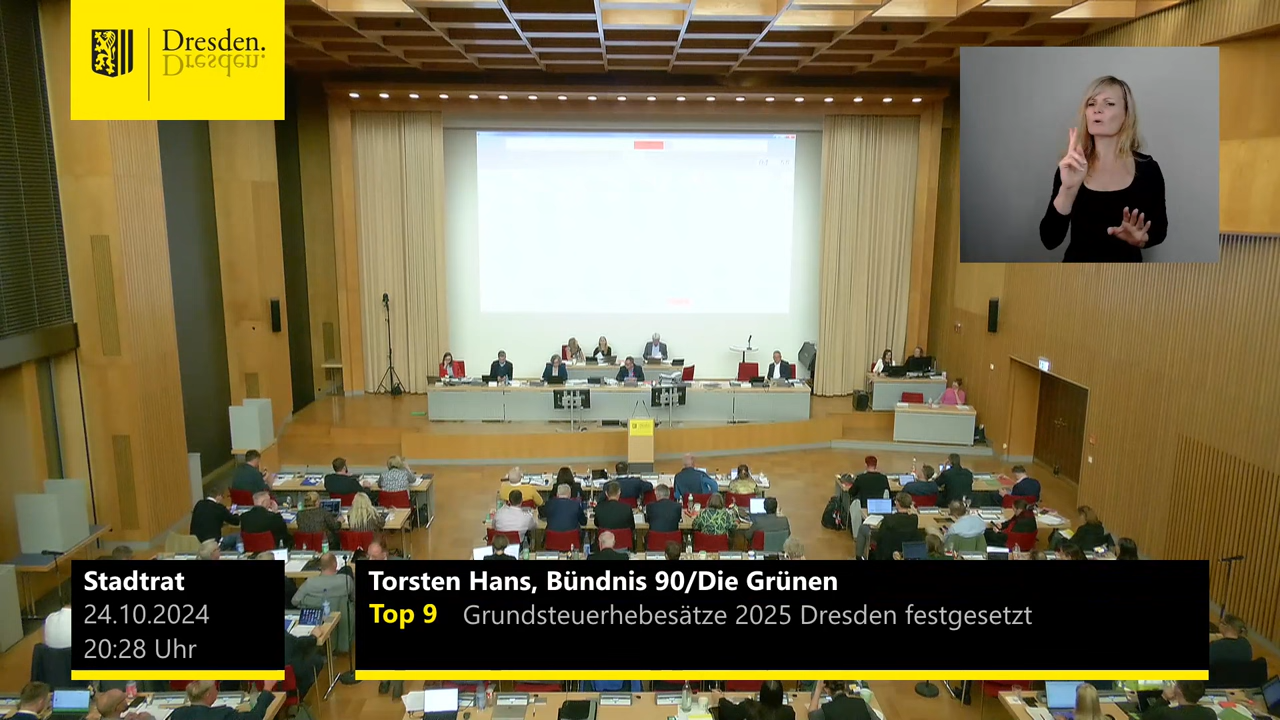 Dresden.
Dresden.
Stadtrat
24.10.2024
20:28 Uhr
Torsten Hans, Bündnis 90/Die Grünen
Top 9 Grundsteuerhebesätze 2025 Dresden festgesetzt